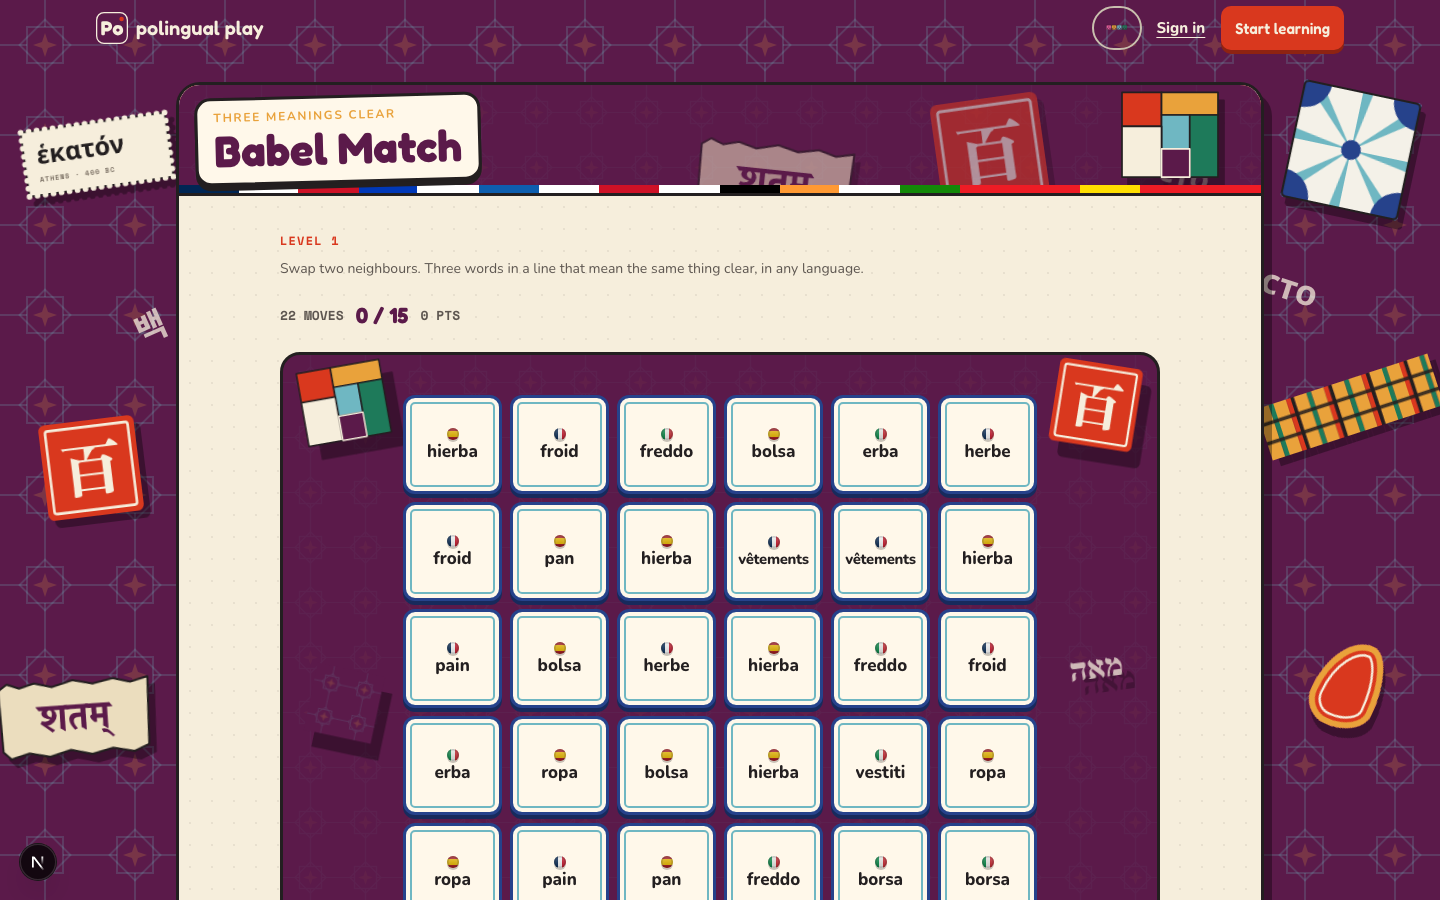 Po polingual play
Sign in
Start learning
THREE MEANINGS CLEAR
Babel Match
ἑκατόν
ATHENS · 400 BC
शतम्
百
LEVEL 1
Swap two neighbours. Three words in a line that mean the same thing clear, in any language.
22 MOVES 0 / 15 0 PTS
백
сто
百
百
hierba froid freddo bolsa erba herbe
froid pan hierba vêtements vêtements hierba
pain bolsa herbe hierba freddo froid
מאה
शतम्
erba ropa bolsa hierba vestiti ropa
ropa pain pan freddo borsa borsa
N